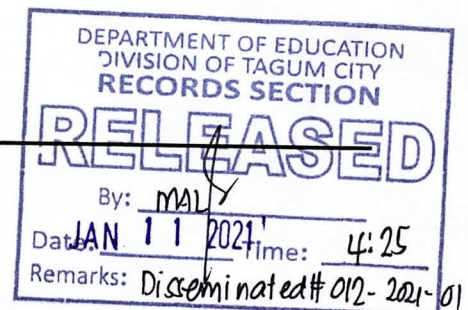 DEPARTMENT OF EDUCATION
DIVISION OF TAGUM CITY
RECORDS SECTION
RELEASED
By: MAL
Date: JAN 11 2021 Time: 4:25
Remarks: Disseminated# 012-2021-01